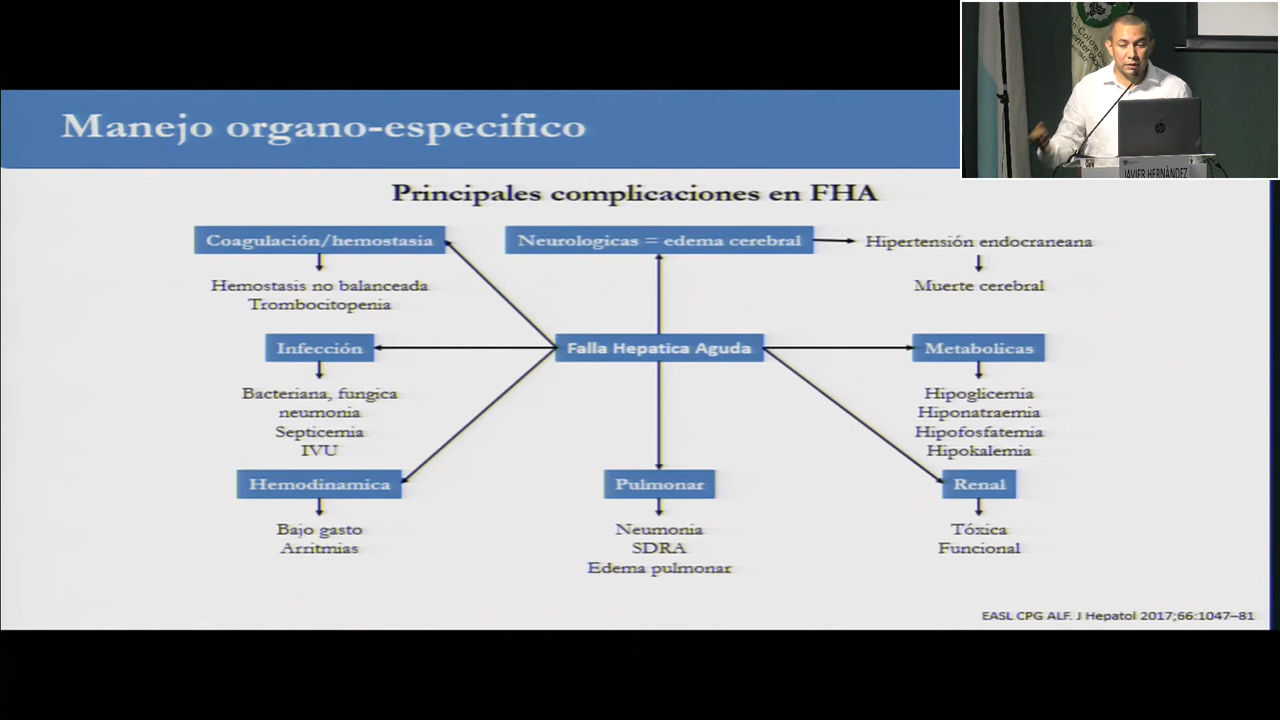 Manejo organo-especifico
Principales complicaciones en FHA
Coagulación/hemostasia
Hemostasis no balanceada
Trombocitopenia
Neurologicas = edema cerebral
Hipertensión endocraneana
Muerte cerebral
Infección
Bacteriana, fungica
neumonia
Septicemia
IVU
Falla Hepatica Aguda
Metabolicas
Hipoglicemia
Hiponatraemia
Hipofosfatemia
Hipokalemia
Hemodinamica
Bajo gasto
Arritmias
Pulmonar
Neumonia
SDRA
Edema pulmonar
Renal
Tóxica
Funcional
EASL CPG ALF. J Hepatol 2017;66:1047–81
JAVIER HERNÀNDEZ
hp